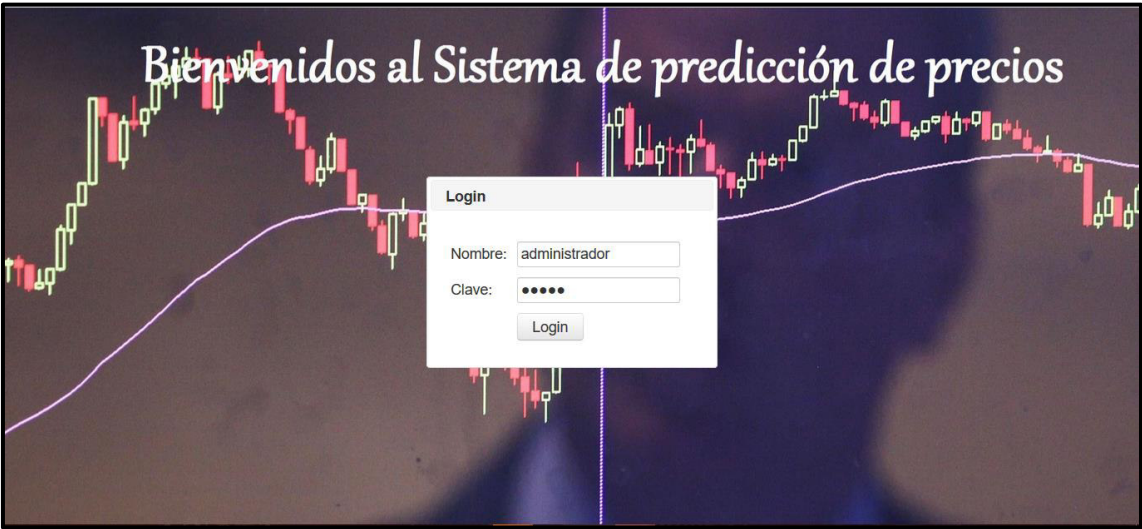 Bienvenidos al Sistema de predicción de precios
Login
Nombre: administrador
Clave: •••••
Login